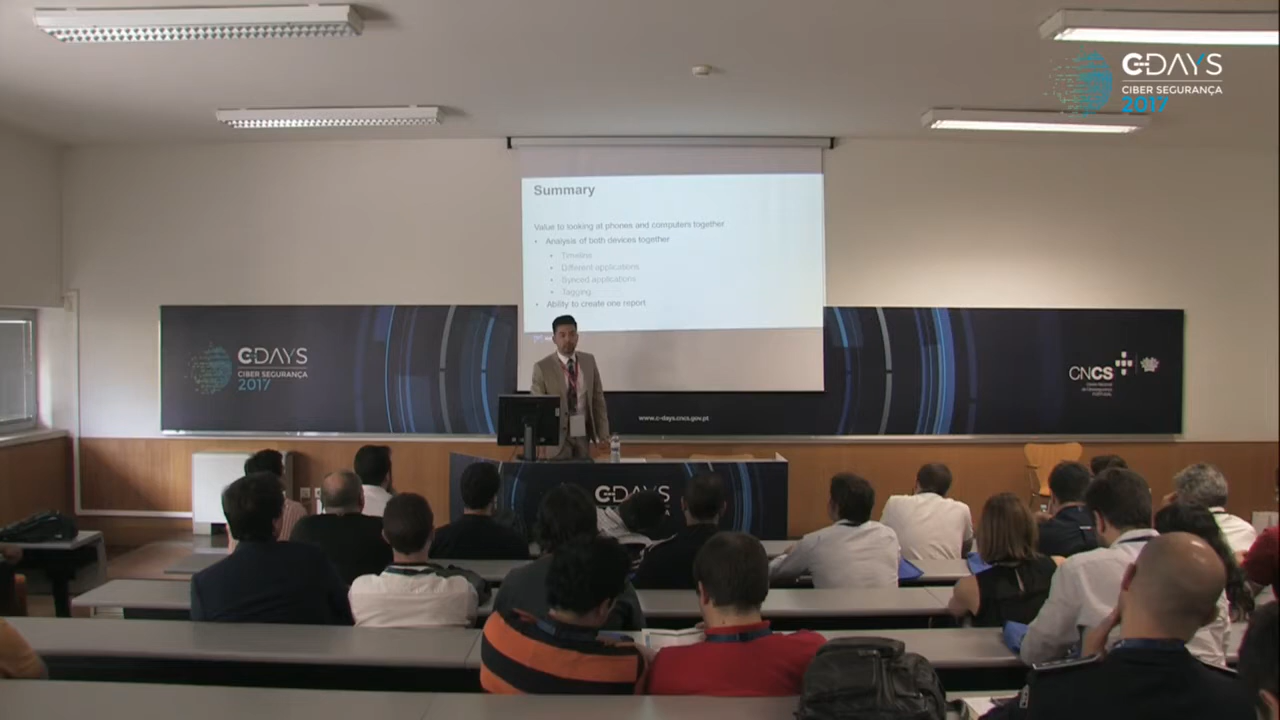 C-DAYS
CIBER SEGURANÇA
2017
Summary
Value to looking at phones and computers together
• Analysis of both devices together
• Timeline
• Different applications
• Synced applications
• Tagging
• Ability to create one report
C-DAYS
CIBER SEGURANÇA
2017
CNCS
www.c-days.cncs.gov.pt
C-DAYS